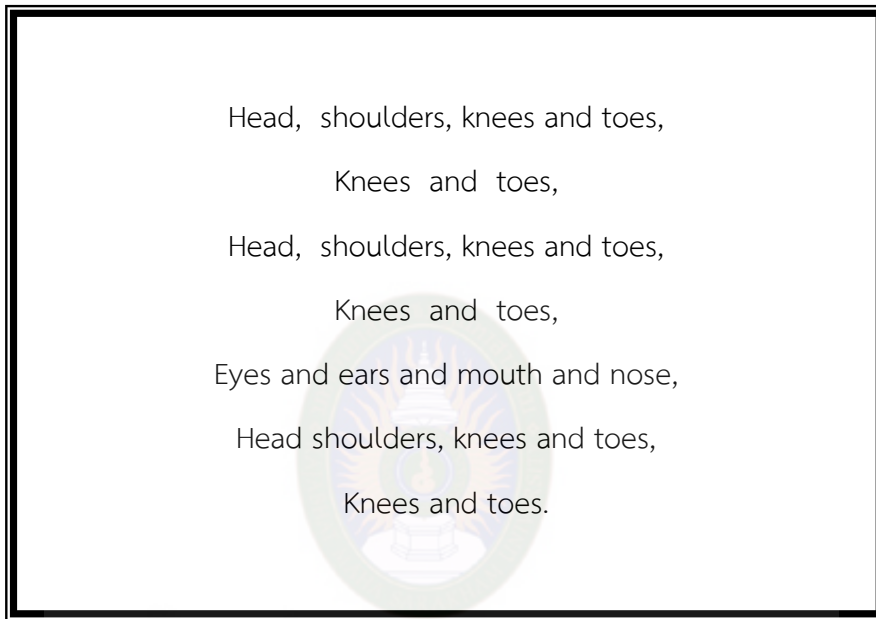 Head,  shoulders, knees and toes,
Knees  and  toes,
Head,  shoulders, knees and toes,
Knees  and  toes,
Eyes and ears and mouth and nose,
Head shoulders, knees and toes,
Knees and toes.